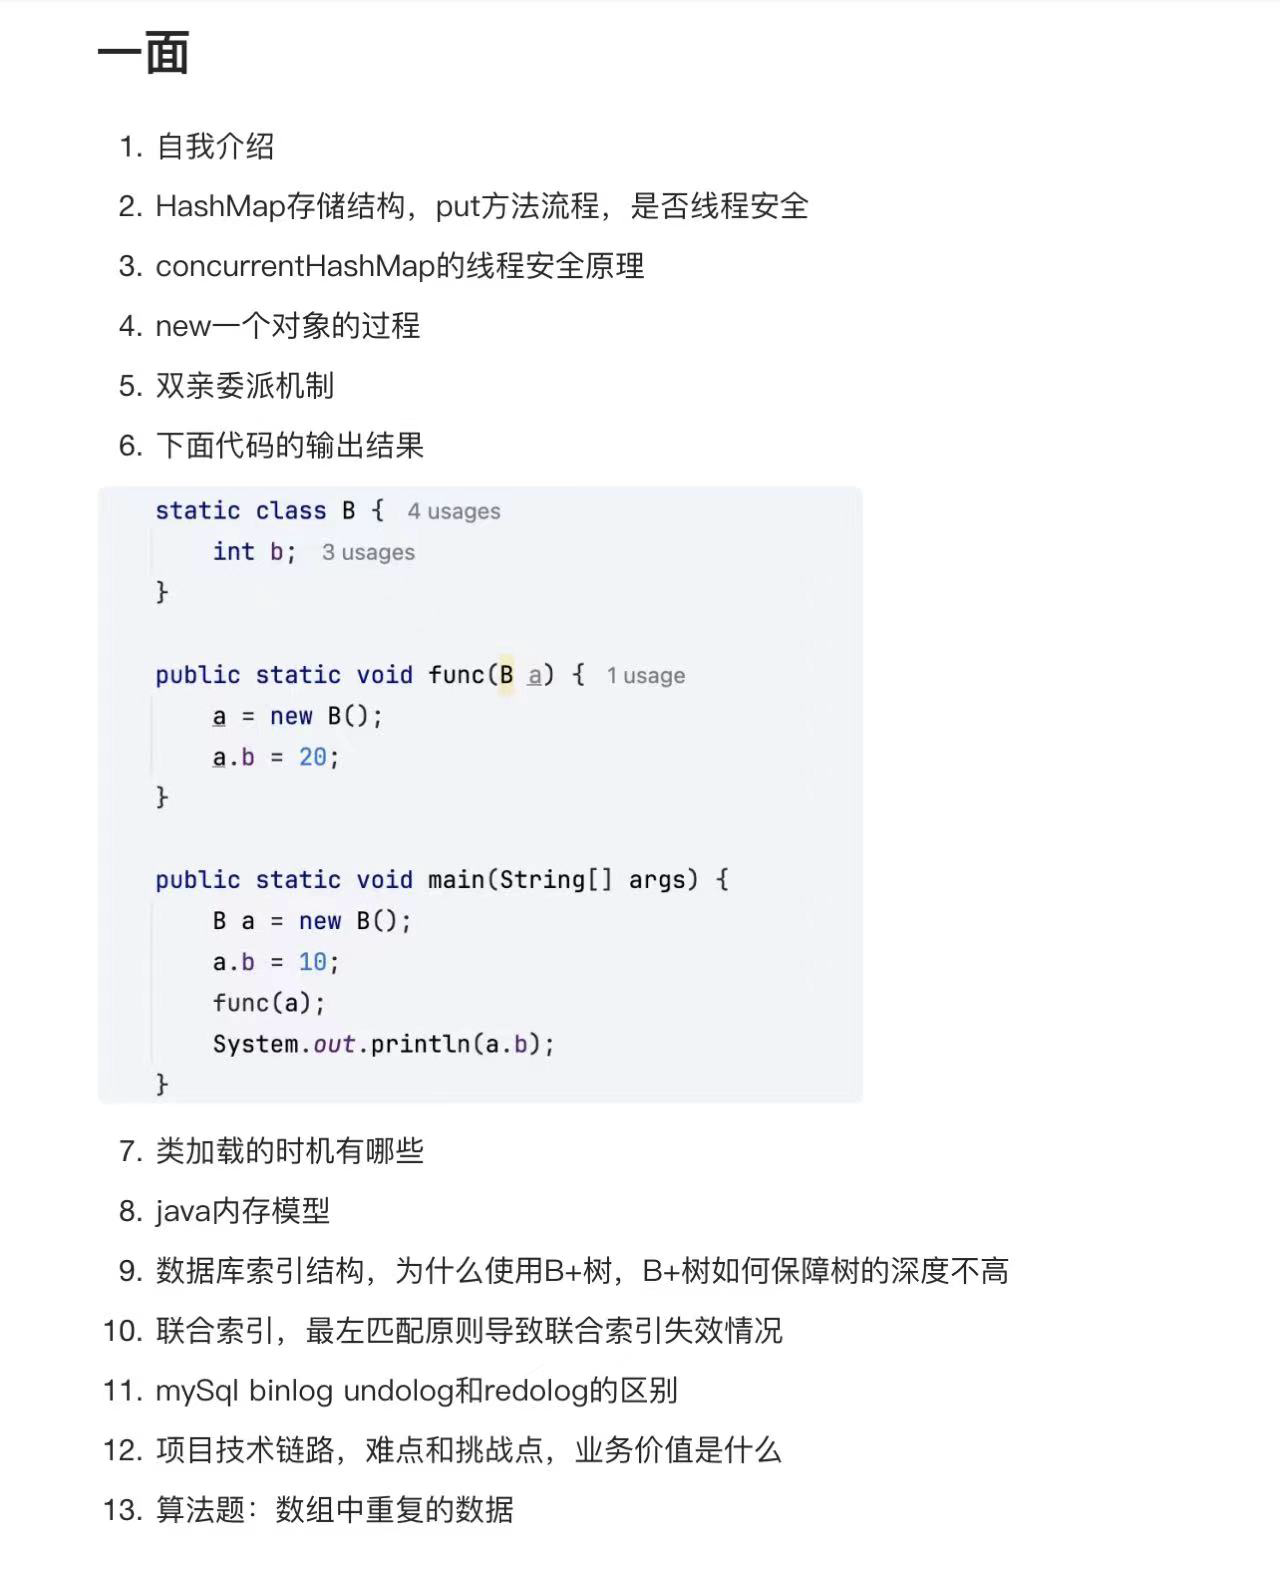 一面
1. 自我介绍
2. HashMap存储结构，put方法流程，是否线程安全
3. concurrentHashMap的线程安全原理
4. new一个对象的过程
5. 双亲委派机制
6. 下面代码的输出结果
static class B { 4 usages
int b; 3 usages
}
public static void func(B a) { 1 usage
a = new B();
a.b = 20;
}
public static void main(String[] args) {
B a = new B();
a.b = 10;
func(a);
System.out.println(a.b);
}
7. 类加载的时机有哪些
8. java内存模型
9. 数据库索引结构，为什么使用B+树，B+树如何保障树的深度不高
10. 联合索引，最左匹配原则导致联合索引失效情况
11. mySql binlog undolog和redolog的区别
12. 项目技术链路，难点和挑战点，业务价值是什么
13. 算法题：数组中重复的数据